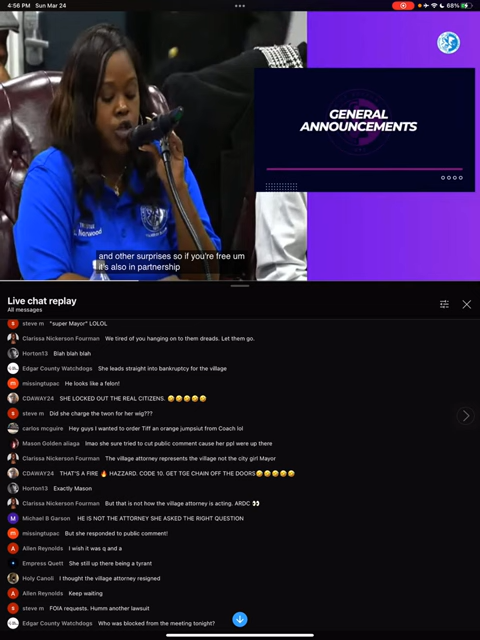 4:56 PM Sun Mar 24
68%
GENERAL
ANNOUNCEMENTS
Norwood
and other surprises so if you're free um
it's also in partnership
Live chat replay
All messages
steve m "super Mayor" LOLOL
Clarissa Nickerson Fourman We tired of you hanging on to them dreads. Let them go.
Horton13 Blah blah blah
Edgar County Watchdogs She leads straight into bankruptcy for the village
missingtupac He looks like a felon!
CDAWAY24 SHE LOCKED OUT THE REAL CITIZENS. 🤣🤣🤣🤣🤣
steve m Did she charge the twon for her wig???
carlos mcguire Hey guys I wanted to order Tiff an orange jumpsiut from Coach lol
Mason Golden aliaga lmao she sure tried to cut public comment cause her ppl were up there
Clarissa Nickerson Fourman The village attorney represents the village not the city girl Mayor
CDAWAY24 THAT'S A FIRE 🔥 HAZZARD. CODE 10. GET TGE CHAIN OFF THE DOORS🤣🤣🤣🤣🤣
Horton13 Exactly Mason
Clarissa Nickerson Fourman But that is not how the village attorney is acting. ARDC 👀
M Michael B Garson HE IS NOT THE ATTORNEY SHE ASKED THE RIGHT QUESTION
missingtupac But she responded to public comment!
A Allen Reynolds I wish it was q and a
Empress Quett She still up there being a tyrant
Holy Canoli I thought the village attorney resigned
A Allen Reynolds Keep waiting
steve m FOIA requests. Humm another lawsuit
Edgar County Watchdogs Who was blocked from the meeting tonight?